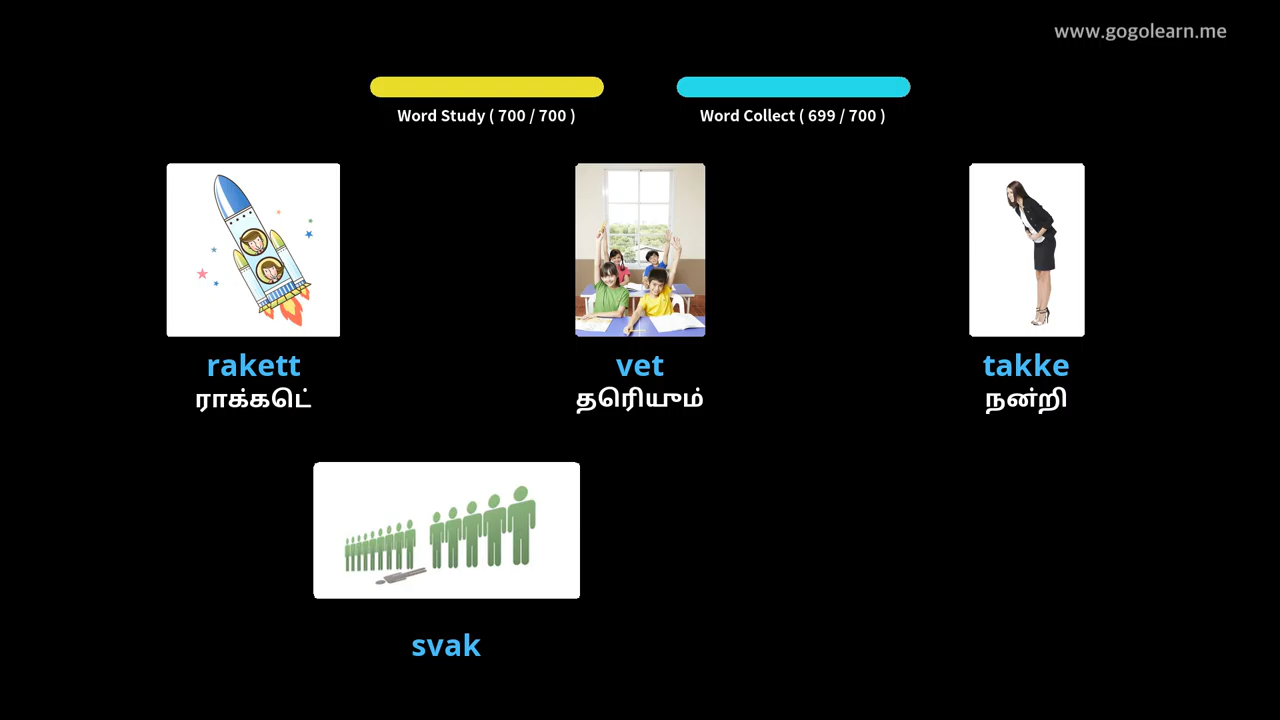 www.gogolearn.me
Word Study ( 700 / 700 )
Word Collect ( 699 / 700 )
rakett
vet
takke
ராக்கெட்
தெரியும்
நன்றி
svak